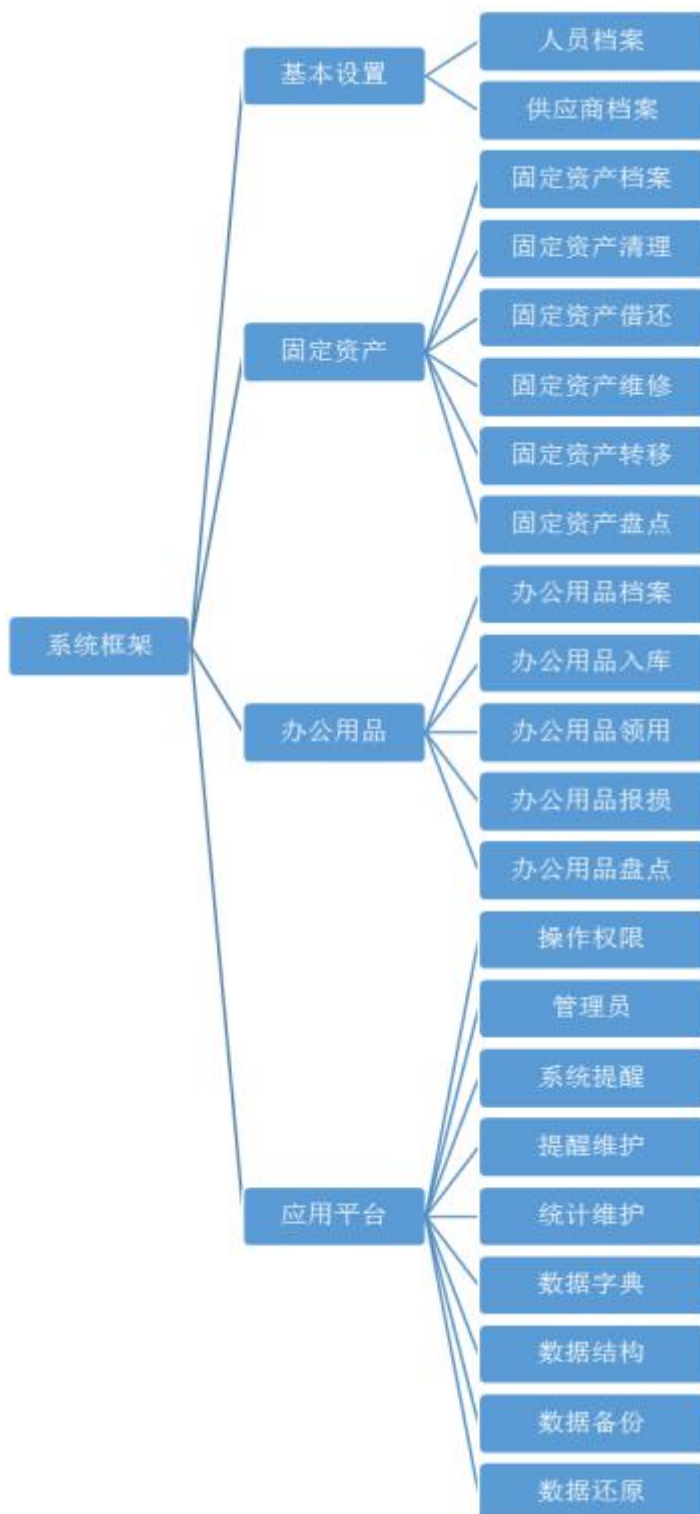 系统框架
基本设置
人员档案
供应商档案
固定资产
固定资产档案
固定资产清理
固定资产借还
固定资产维修
固定资产转移
固定资产盘点
办公用品
办公用品档案
办公用品入库
办公用品领用
办公用品报损
办公用品盘点
应用平台
操作权限
管理员
系统提醒
提醒维护
统计维护
数据字典
数据结构
数据备份
数据还原